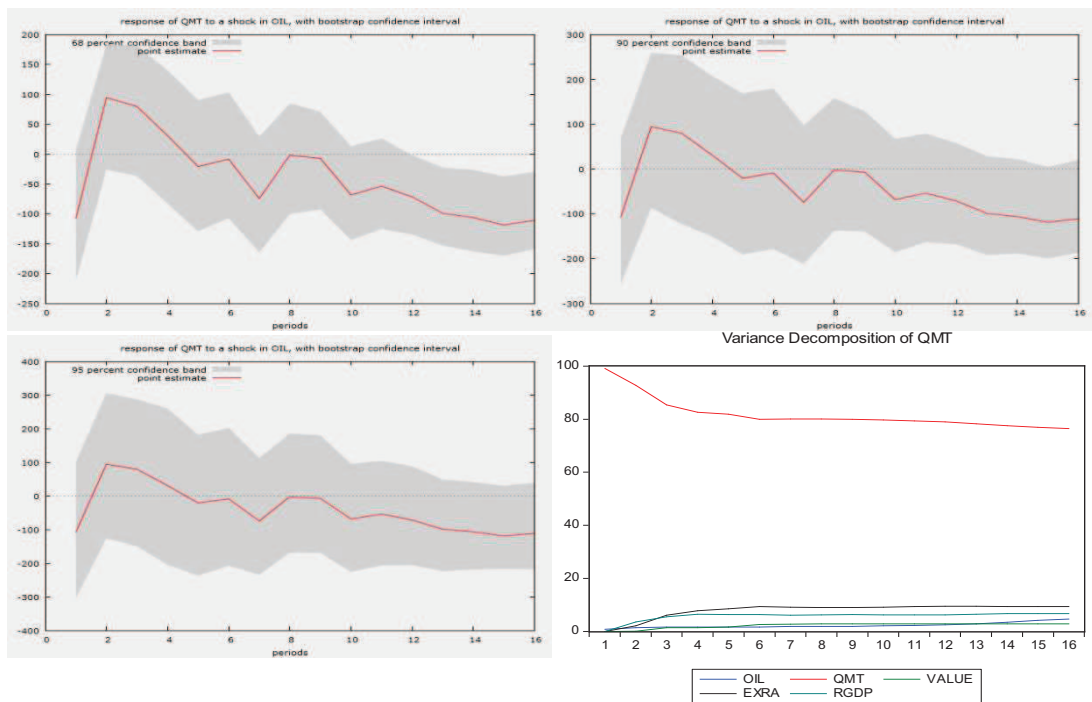 response of QMT to a shock in OIL, with bootstrap confidence interval
200
150
100
50
0
-50
-100
-150
-200
-250
68 percent confidence band
point estimate
0 2 4 6 8 10 12 14 16
periods
response of QMT to a shock in OIL, with bootstrap confidence interval
300
200
100
0
-100
-200
-300
90 percent confidence band
point estimate
0 2 4 6 8 10 12 14 16
periods
response of QMT to a shock in OIL, with bootstrap confidence interval
400
300
200
100
0
-100
-200
-300
-400
95 percent confidence band
point estimate
0 2 4 6 8 10 12 14 16
periods
Variance Decomposition of QMT
100
80
60
40
20
0
1 2 3 4 5 6 7 8 9 10 11 12 13 14 15 16
OIL QMT VALUE
EXRA RGDP